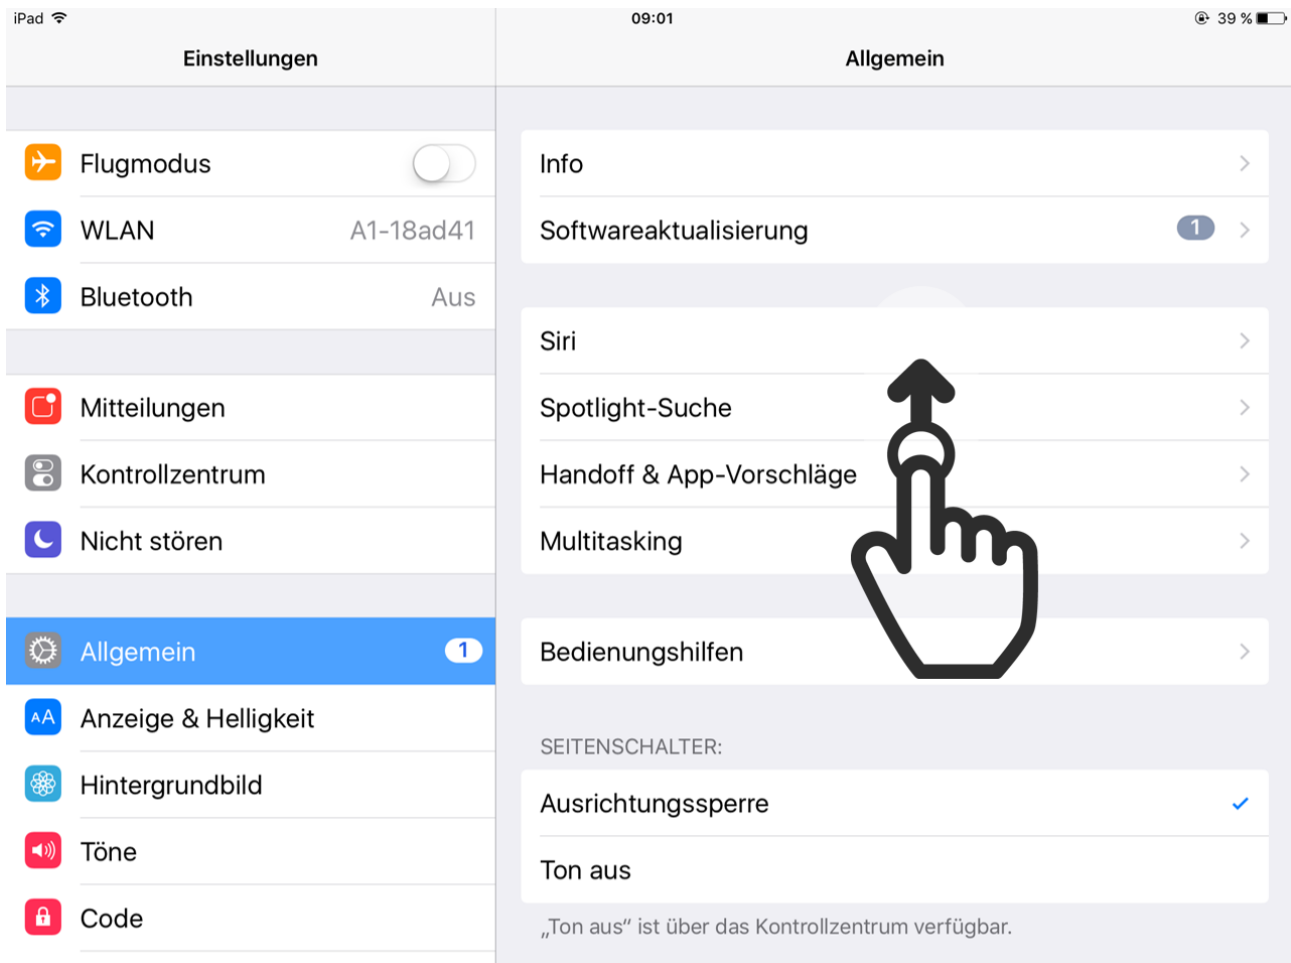 iPad 09:01 39 %
Einstellungen
Flugmodus
WLAN A1-18ad41
Bluetooth Aus
Mitteilungen
Kontrollzentrum
Nicht stören
Allgemein 1
AA Anzeige & Helligkeit
Hintergrundbild
Töne
Code
Allgemein
Info
Softwareaktualisierung 1
Siri
Spotlight-Suche
Handoff & App-Vorschläge
Multitasking
Bedienungshilfen
SEITENSCHALTER:
Ausrichtungssperre
Ton aus
„Ton aus“ ist über das Kontrollzentrum verfügbar.